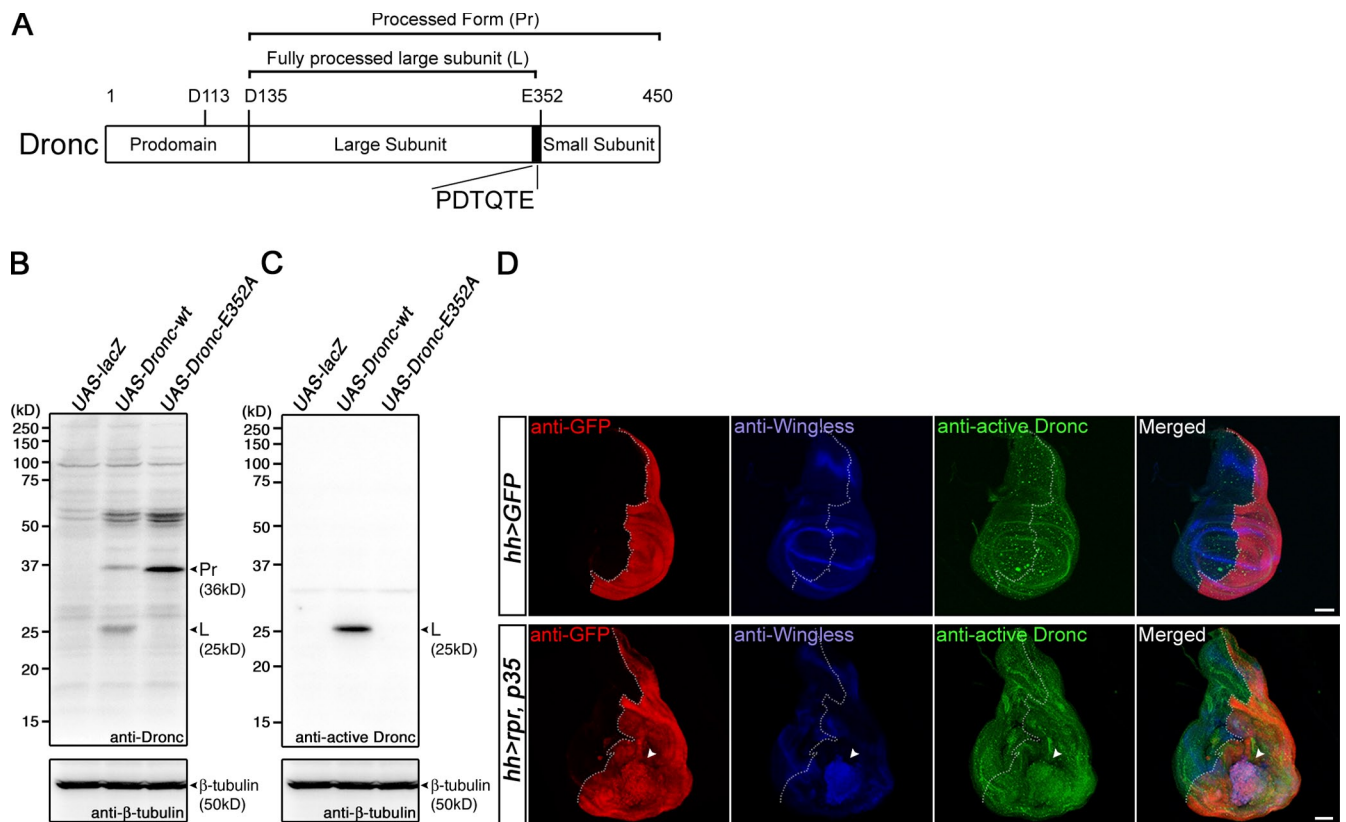 A
Processed Form (Pr)
Fully processed large subunit (L)
1 D113 D135 E352 450
Dronc Prodomain Large Subunit Small Subunit
PDTQTE
B
UAS-lacZ
UAS-Dronc-wt
UAS-Dronc-E352A
(kD)
250
150
100
75
50
37
25
20
15
Pr
(36kD)
L
(25kD)
anti-Dronc
β-tubulin
(50kD)
anti-β-tubulin
C
UAS-lacZ
UAS-Dronc-wt
UAS-Dronc-E352A
(kD)
250
150
100
75
50
37
25
20
15
L
(25kD)
anti-active Dronc
β-tubulin
(50kD)
anti-β-tubulin
D
hh>GFP
anti-GFP anti-Wingless anti-active Dronc Merged
hh>rpr, p35
anti-GFP anti-Wingless anti-active Dronc Merged